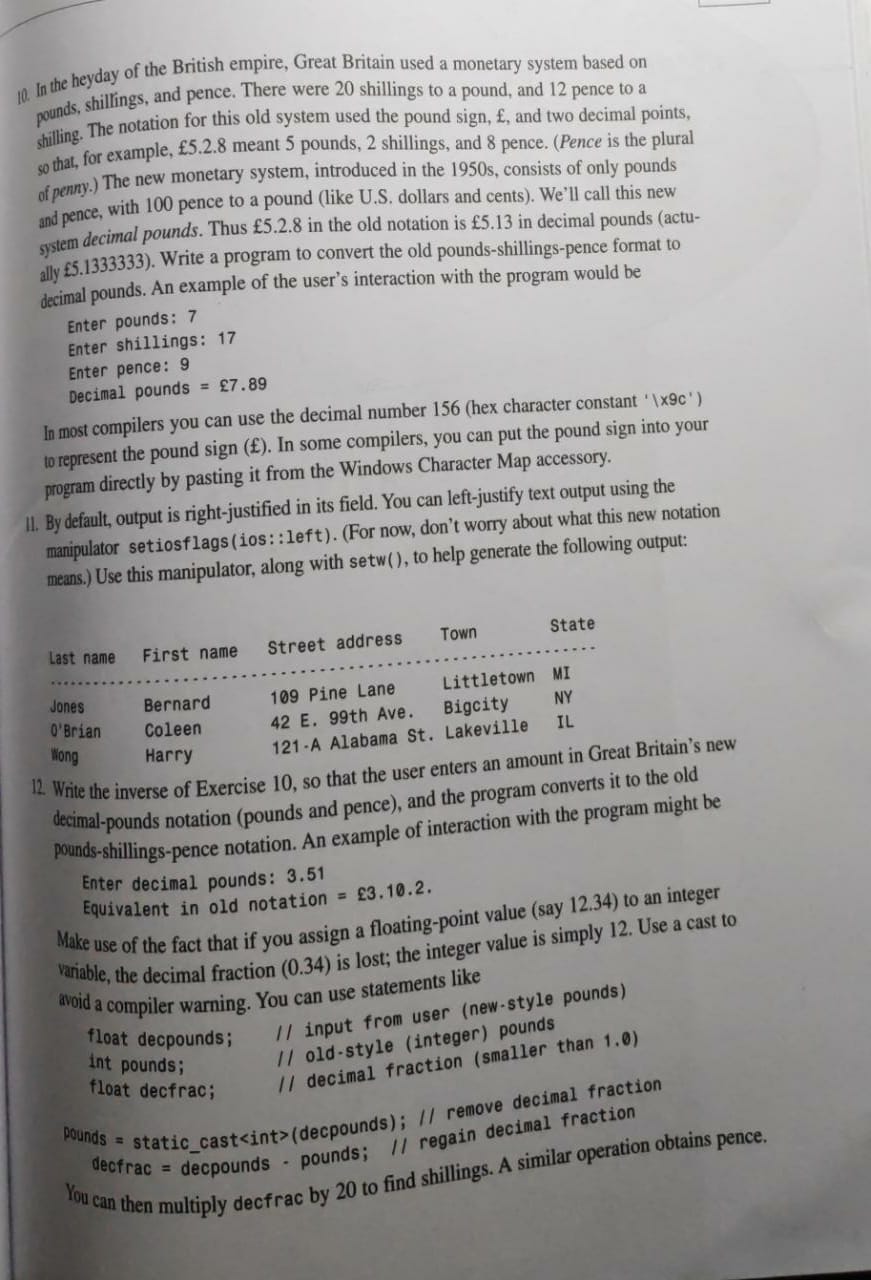 10. In the heyday of the British empire, Great Britain used a monetary system based on
pounds, shillings, and pence. There were 20 shillings to a pound, and 12 pence to a
shilling. The notation for this old system used the pound sign, £, and two decimal points,
so that, for example, £5.2.8 meant 5 pounds, 2 shillings, and 8 pence. (Pence is the plural
of penny.) The new monetary system, introduced in the 1950s, consists of only pounds
and pence, with 100 pence to a pound (like U.S. dollars and cents). We'll call this new
system decimal pounds. Thus £5.2.8 in the old notation is £5.13 in decimal pounds (actu-
ally £5.1333333). Write a program to convert the old pounds-shillings-pence format to
decimal pounds. An example of the user's interaction with the program would be
Enter pounds: 7
Enter shillings: 17
Enter pence: 9
Decimal pounds = £7.89
In most compilers you can use the decimal number 156 (hex character constant '\x9c')
to represent the pound sign (£). In some compilers, you can put the pound sign into your
program directly by pasting it from the Windows Character Map accessory.
11. By default, output is right-justified in its field. You can left-justify text output using the
manipulator setiosflags(ios::left). (For now, don't worry about what this new notation
means.) Use this manipulator, along with setw(), to help generate the following output:
Last name First name Street address Town State
------------------------------------------------------------
Jones Bernard 109 Pine Lane Littletown MI
O'Brian Coleen 42 E. 99th Ave. Bigcity NY
Wong Harry 121-A Alabama St. Lakeville IL
12. Write the inverse of Exercise 10, so that the user enters an amount in Great Britain's new
decimal-pounds notation (pounds and pence), and the program converts it to the old
pounds-shillings-pence notation. An example of interaction with the program might be
Enter decimal pounds: 3.51
Equivalent in old notation = £3.10.2.
Make use of the fact that if you assign a floating-point value (say 12.34) to an integer
variable, the decimal fraction (0.34) is lost; the integer value is simply 12. Use a cast to
avoid a compiler warning. You can use statements like
float decpounds; // input from user (new-style pounds)
int pounds; // old-style (integer) pounds
float decfrac; // decimal fraction (smaller than 1.0)
pounds = static_cast<int>(decpounds); // remove decimal fraction
decfrac = decpounds - pounds; // regain decimal fraction
You can then multiply decfrac by 20 to find shillings. A similar operation obtains pence.